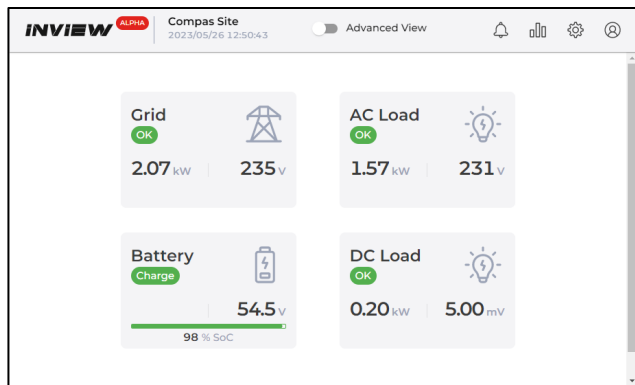 INVIEW ALPHA
Compas Site
2023/05/26 12:50:43
Advanced View
Grid
OK
2.07 kW 235 V
AC Load
OK
1.57 kW 231 V
Battery
Charge
54.5 V
98 % SoC
DC Load
OK
0.20 kW 5.00 mV